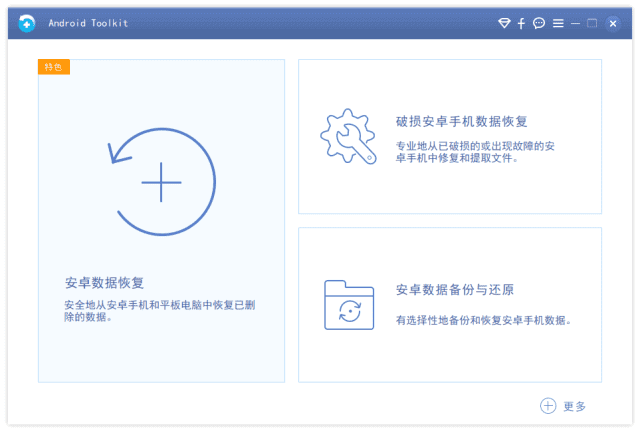 Android Toolkit
特色
安卓数据恢复
安全地从安卓手机和平板电脑中恢复已删
除的数据。
破损安卓手机数据恢复
专业地从已破损的或出现故障的安
卓手机中修复和提取文件。
安卓数据备份与还原
有选择性地备份和恢复安卓手机数据。
更多